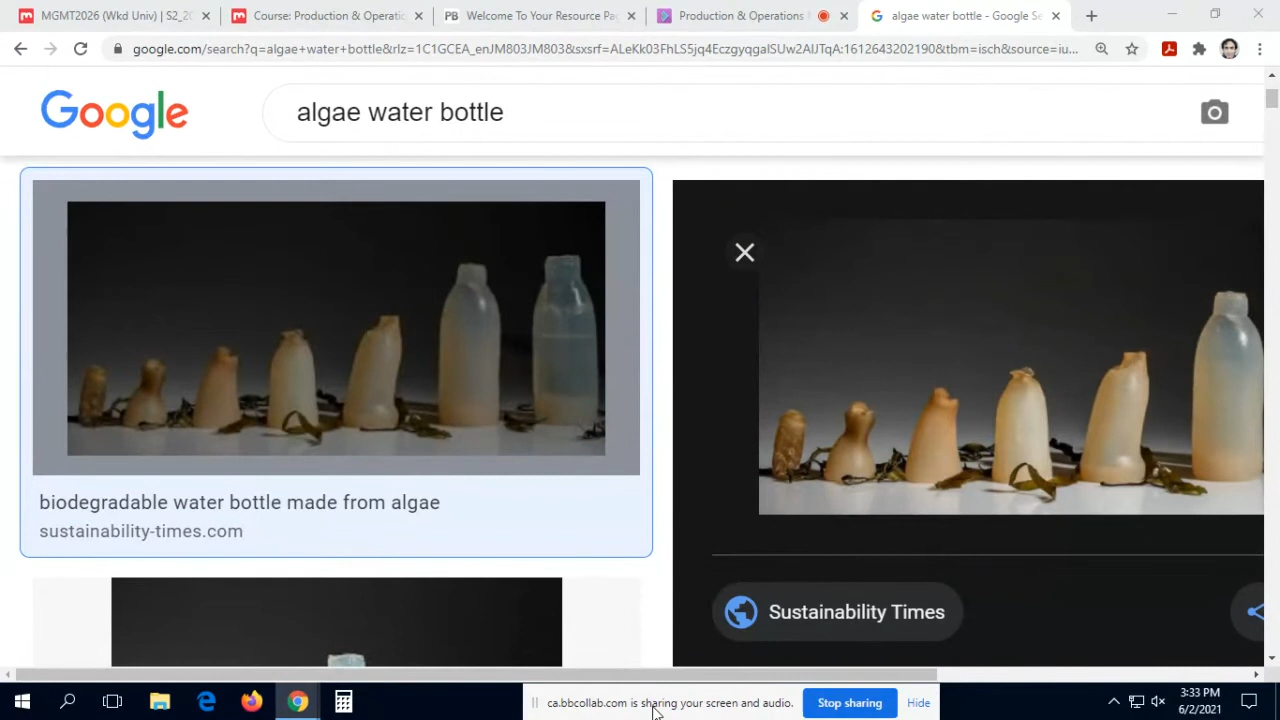 MGMT2026 (Wkd Univ) | S2_20
Course: Production & Operatio
Welcome To Your Resource Pa
Production & Operations
algae water bottle - Google Se
google.com/search?q=algae+water+bottle&rlz=1C1GCEA_enJM803JM803&sxsrf=ALeKk03FhLS5jq4EczgyqgaISUw2AUTqA:1612643202190&tbm=isch&source=iu...
Google
algae water bottle
biodegradable water bottle made from algae
sustainability-times.com
Sustainability Times
ca.bbcollab.com is sharing your screen and audio.
Stop sharing
Hide
3:33 PM
6/2/2021